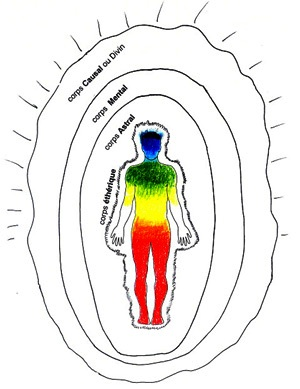 corps Causal ou Divin
corps Mental
corps Astral
corps éthérique